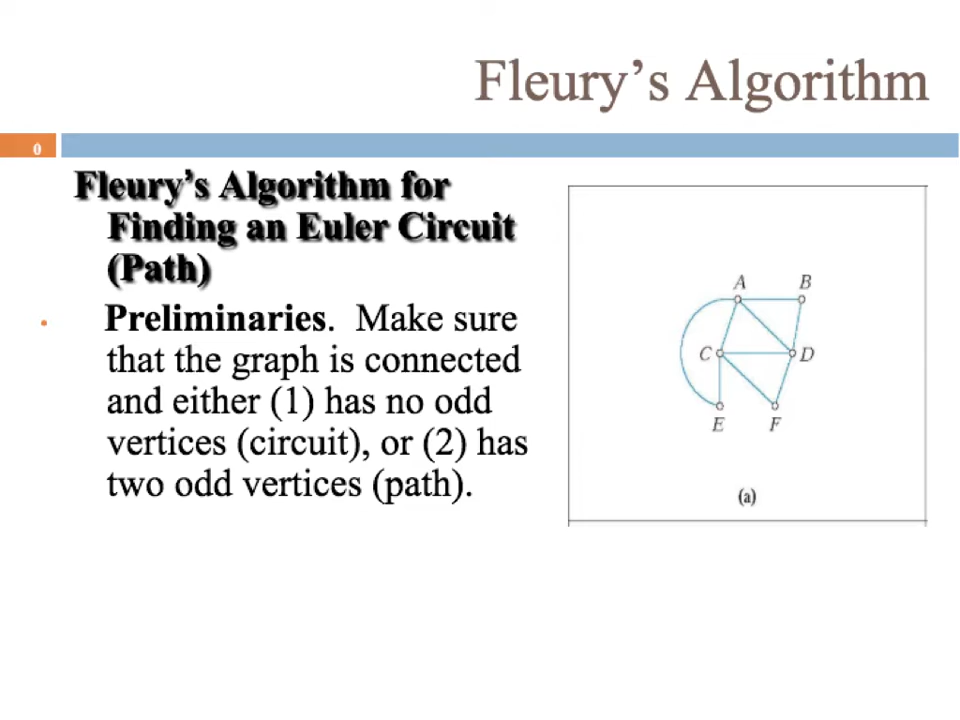 Fleury’s Algorithm
0
Fleury’s Algorithm for
Finding an Euler Circuit
(Path)
• Preliminaries. Make sure
that the graph is connected
and either (1) has no odd
vertices (circuit), or (2) has
two odd vertices (path).
A B
C D
E F
(a)